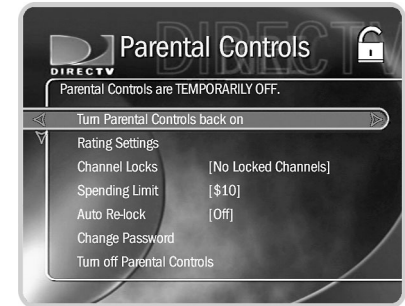 DIRECTV
Parental Controls
DIRECTV
Parental Controls are TEMPORARILY OFF.
Turn Parental Controls back on
Rating Settings
Channel Locks [No Locked Channels]
Spending Limit [$10]
Auto Re-lock [Off]
Change Password
Turn off Parental Controls